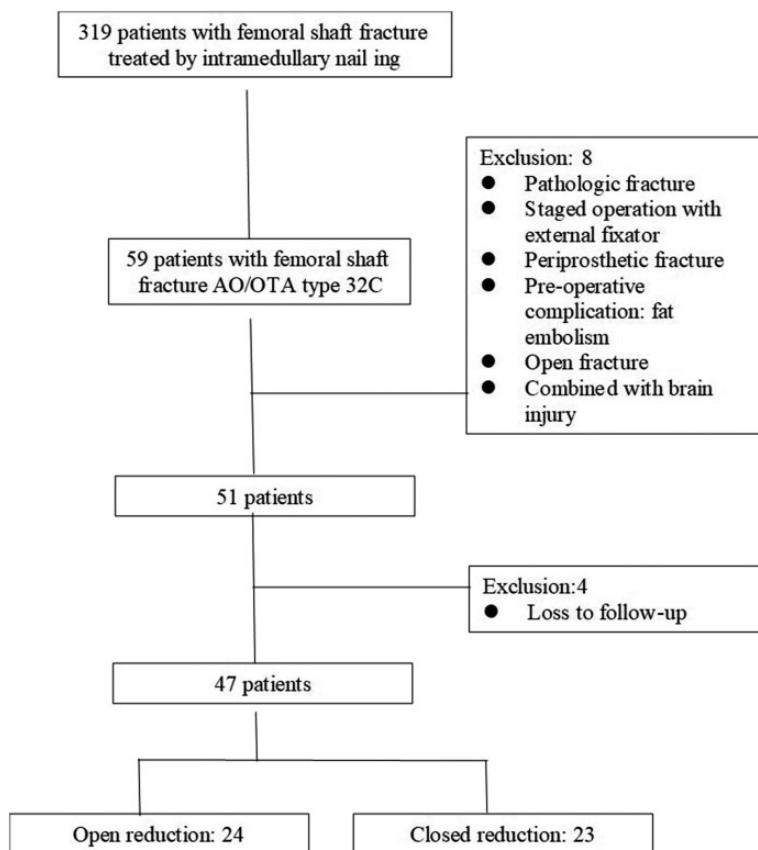 319 patients with femoral shaft fracture
treated by intramedullary nail ing
Exclusion: 8
● Pathologic fracture
● Staged operation with
external fixator
● Periprosthetic fracture
● Pre-operative
complication: fat
embolism
● Open fracture
● Combined with brain
injury
59 patients with femoral shaft
fracture AO/OTA type 32C
51 patients
Exclusion:4
● Loss to follow-up
47 patients
Open reduction: 24
Closed reduction: 23